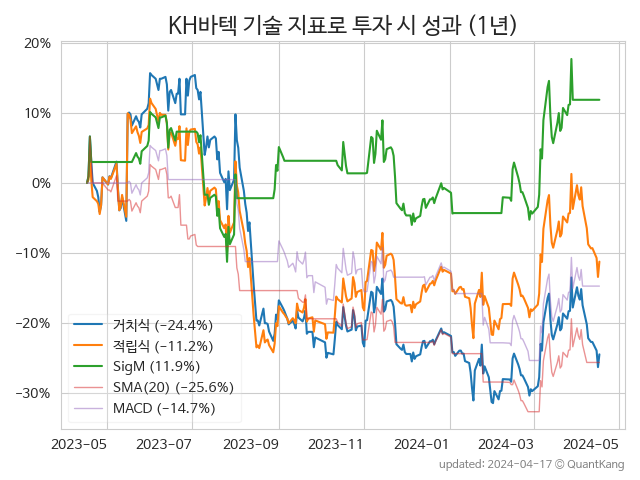 KH바텍 기술 지표로 투자 시 성과 (1년)
20%
10%
0%
−10%
−20%
−30%
거치식 (−24.4%)
적립식 (−11.2%)
SigM (11.9%)
SMA(20) (−25.6%)
MACD (−14.7%)
2023-05 2023-07 2023-09 2023-11 2024-01 2024-03 2024-05
updated: 2024-04-17 © QuantKang